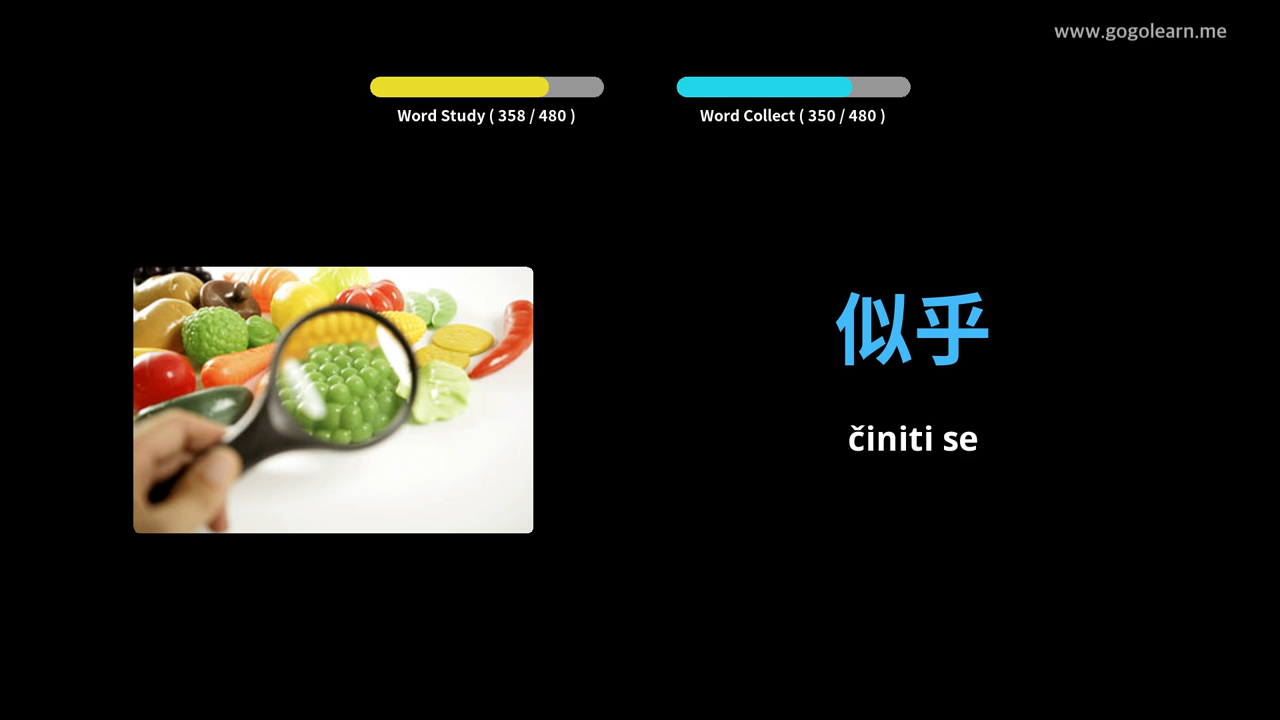 www.gogolearn.me
Word Study ( 358 / 480 )
Word Collect ( 350 / 480 )
似乎
činiti se